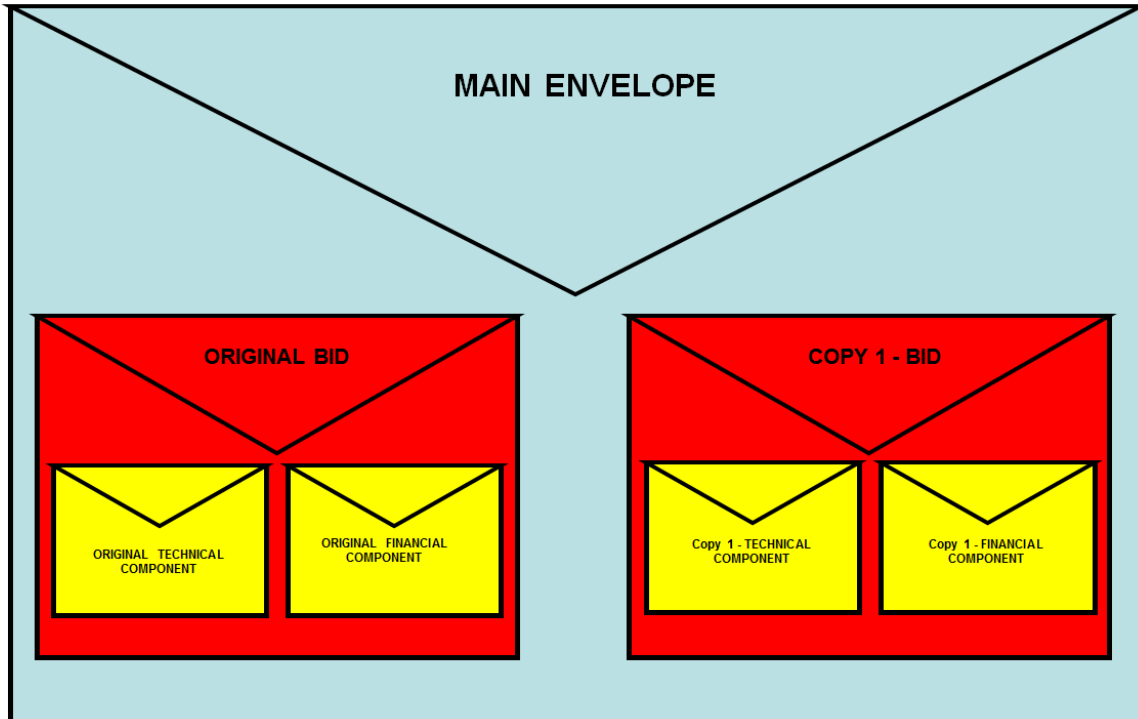 MAIN ENVELOPE
ORIGINAL BID
ORIGINAL TECHNICAL
COMPONENT
ORIGINAL FINANCIAL
COMPONENT
COPY 1 - BID
Copy 1 - TECHNICAL
COMPONENT
Copy 1 - FINANCIAL
COMPONENT